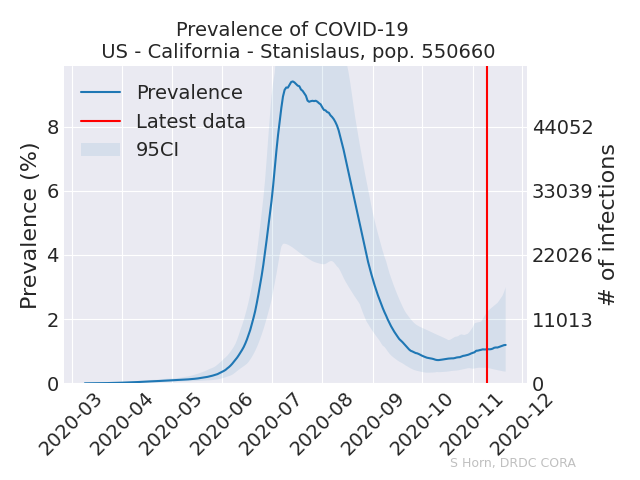 Prevalence of COVID-19
US - California - Stanislaus, pop. 550660
Prevalence
Latest data
95CI
Prevalence (%)
8
6
4
2
0
44052
33039
22026
11013
0
# of infections
2020-03
2020-04
2020-05
2020-06
2020-07
2020-08
2020-09
2020-10
2020-11
2020-12
S Horn, DRDC CORA